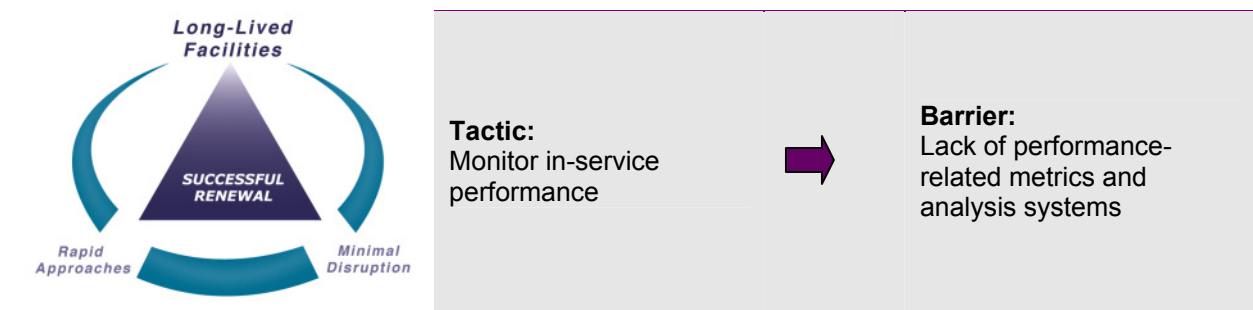 Long-Lived
Facilities
SUCCESSFUL
RENEWAL
Rapid
Approaches
Minimal
Disruption
Tactic:
Monitor in-service
performance
Barrier:
Lack of performance-
related metrics and
analysis systems